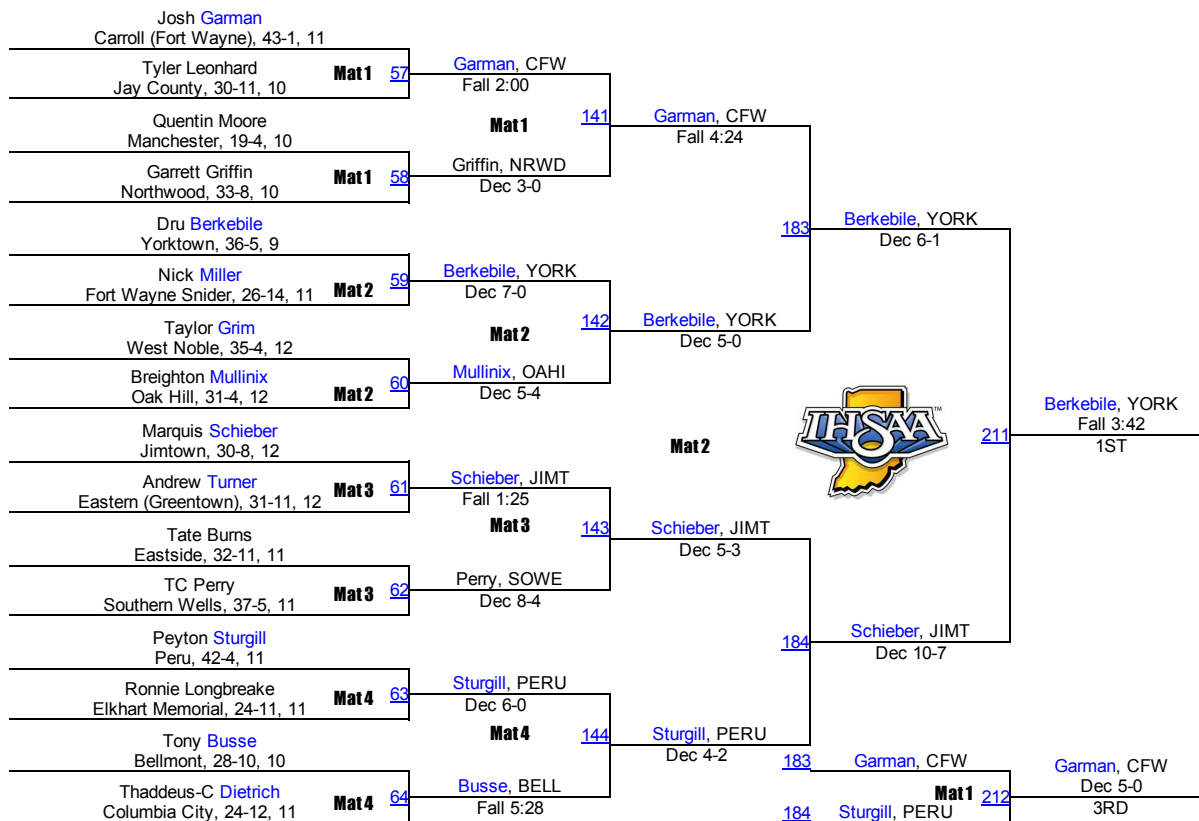 Josh Garman
Carroll (Fort Wayne), 43-1, 11
Tyler Leonhard
Jay County, 30-11, 10
Mat 1
57
Garman, CFW
Fall 2:00
Quentin Moore
Manchester, 19-4, 10
Garrett Griffin
Northwood, 33-8, 10
Mat 1
58
Griffin, NRWD
Dec 3-0
Mat 1
141
Garman, CFW
Fall 4:24
Dru Berkebile
Yorktown, 36-5, 9
Nick Miller
Fort Wayne Snider, 26-14, 11
Mat 2
59
Berkebile, YORK
Dec 7-0
Taylor Grim
West Noble, 35-4, 12
Breighton Mullinix
Oak Hill, 31-4, 12
Mat 2
60
Mullinix, OAHI
Dec 5-4
Mat 2
142
Berkebile, YORK
Dec 5-0
183
Berkebile, YORK
Dec 6-1
Marquis Schieber
Jimtown, 30-8, 12
Andrew Turner
Eastern (Greentown), 31-11, 12
Mat 3
61
Schieber, JIMT
Fall 1:25
Tate Burns
Eastside, 32-11, 11
TC Perry
Southern Wells, 37-5, 11
Mat 3
62
Perry, SOWE
Dec 8-4
Mat 3
143
Schieber, JIMT
Dec 5-3
Peyton Sturgill
Peru, 42-4, 11
Ronnie Longbreake
Elkhart Memorial, 24-11, 11
Mat 4
63
Sturgill, PERU
Dec 6-0
Tony Busse
Bellmont, 28-10, 10
Thaddeus-C Dietrich
Columbia City, 24-12, 11
Mat 4
64
Busse, BELL
Fall 5:28
Mat 4
144
Sturgill, PERU
Dec 4-2
184
Schieber, JIMT
Dec 10-7
Mat 2
IHSAA
TM
211
Berkebile, YORK
Fall 3:42
1ST
183
Garman, CFW
184
Sturgill, PERU
Mat 1
212
Garman, CFW
Dec 5-0
3RD